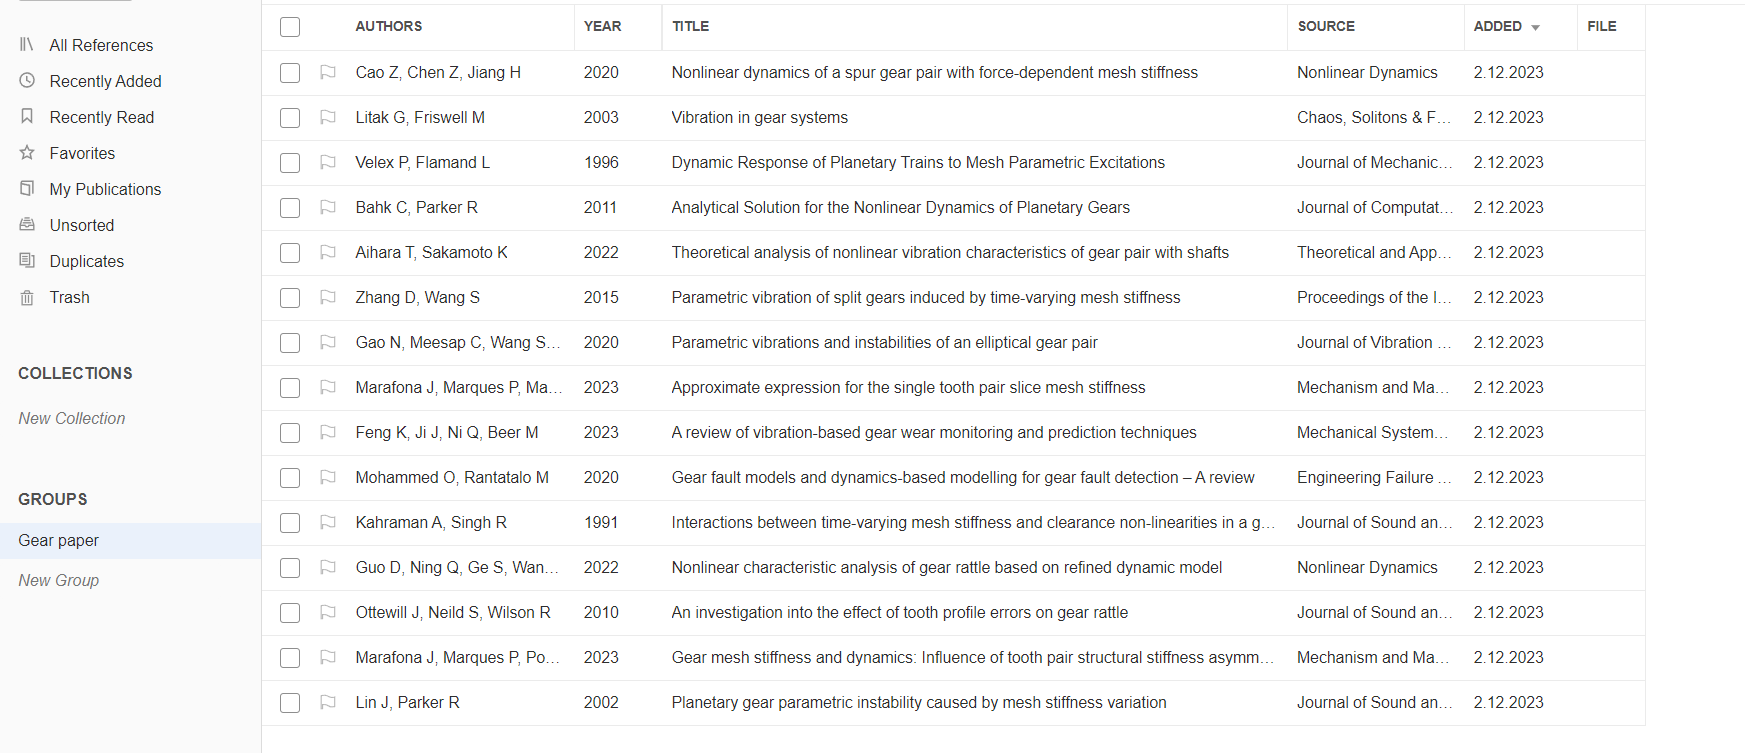 All References
Recently Added
Recently Read
Favorites
My Publications
Unsorted
Duplicates
Trash
COLLECTIONS
New Collection
GROUPS
Gear paper
New Group
AUTHORS YEAR TITLE SOURCE ADDED FILE
Cao Z, Chen Z, Jiang H 2020 Nonlinear dynamics of a spur gear pair with force-dependent mesh stiffness Nonlinear Dynamics 2.12.2023
Litak G, Friswell M 2003 Vibration in gear systems Chaos, Solitons & F... 2.12.2023
Velex P, Flamand L 1996 Dynamic Response of Planetary Trains to Mesh Parametric Excitations Journal of Mechanic... 2.12.2023
Bahk C, Parker R 2011 Analytical Solution for the Nonlinear Dynamics of Planetary Gears Journal of Computat... 2.12.2023
Aihara T, Sakamoto K 2022 Theoretical analysis of nonlinear vibration characteristics of gear pair with shafts Theoretical and App... 2.12.2023
Zhang D, Wang S 2015 Parametric vibration of split gears induced by time-varying mesh stiffness Proceedings of the I... 2.12.2023
Gao N, Meesap C, Wang S... 2020 Parametric vibrations and instabilities of an elliptical gear pair Journal of Vibration ... 2.12.2023
Marafona J, Marques P, Ma... 2023 Approximate expression for the single tooth pair slice mesh stiffness Mechanism and Ma... 2.12.2023
Feng K, Ji J, Ni Q, Beer M 2023 A review of vibration-based gear wear monitoring and prediction techniques Mechanical System... 2.12.2023
Mohammed O, Rantatalo M 2020 Gear fault models and dynamics-based modelling for gear fault detection – A review Engineering Failure ... 2.12.2023
Kahraman A, Singh R 1991 Interactions between time-varying mesh stiffness and clearance non-linearities in a g... Journal of Sound an... 2.12.2023
Guo D, Ning Q, Ge S, Wan... 2022 Nonlinear characteristic analysis of gear rattle based on refined dynamic model Nonlinear Dynamics 2.12.2023
Ottewill J, Neild S, Wilson R 2010 An investigation into the effect of tooth profile errors on gear rattle Journal of Sound an... 2.12.2023
Marafona J, Marques P, Po... 2023 Gear mesh stiffness and dynamics: Influence of tooth pair structural stiffness asymm... Mechanism and Ma... 2.12.2023
Lin J, Parker R 2002 Planetary gear parametric instability caused by mesh stiffness variation Journal of Sound an... 2.12.2023